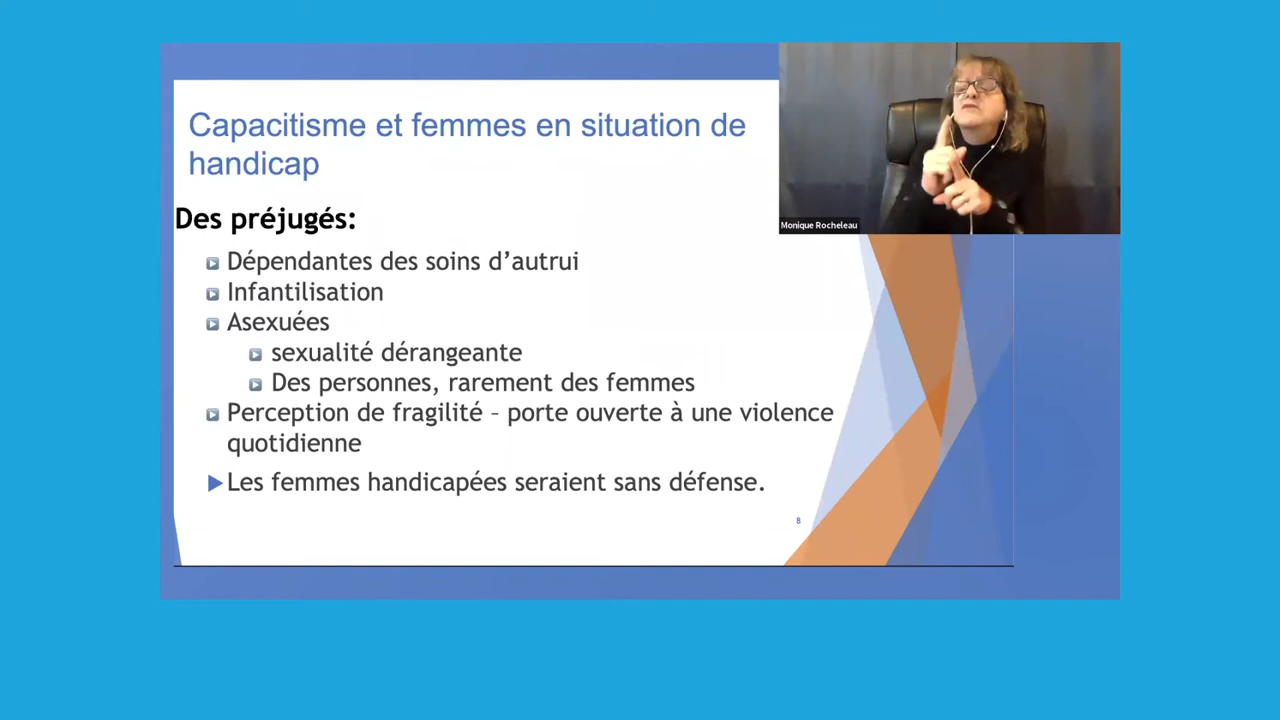 Capacitisme et femmes en situation de
handicap
Des préjugés:
Dépendantes des soins d’autrui
Infantilisation
Asexuées
sexualité dérangeante
Des personnes, rarement des femmes
Perception de fragilité – porte ouverte à une violence
quotidienne
Les femmes handicapées seraient sans défense.
8
Monique Rocheleau